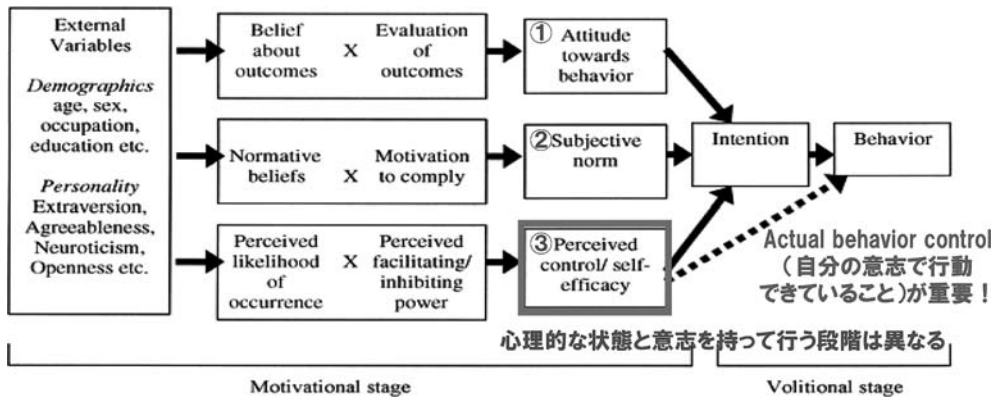 External
Variables
Demographics
age, sex,
occupation,
education etc.
Personality
Extraversion,
Agreeableness,
Neuroticism,
Openness etc.
Belief
about
outcomes
X
Evaluation
of
outcomes
① Attitude
towards
behavior
Normative
beliefs
X
Motivation
to comply
② Subjective
norm
Perceived
likelihood
of
occurrence
X
Perceived
facilitating/
inhibiting
power
③ Perceived
control/ self-
efficacy
Intention
Behavior
Actual behavior control
（自分の意志で行動
できていること）が重要！
心理的な状態と意志を持って行う段階は異なる
Motivational stage
Volitional stage